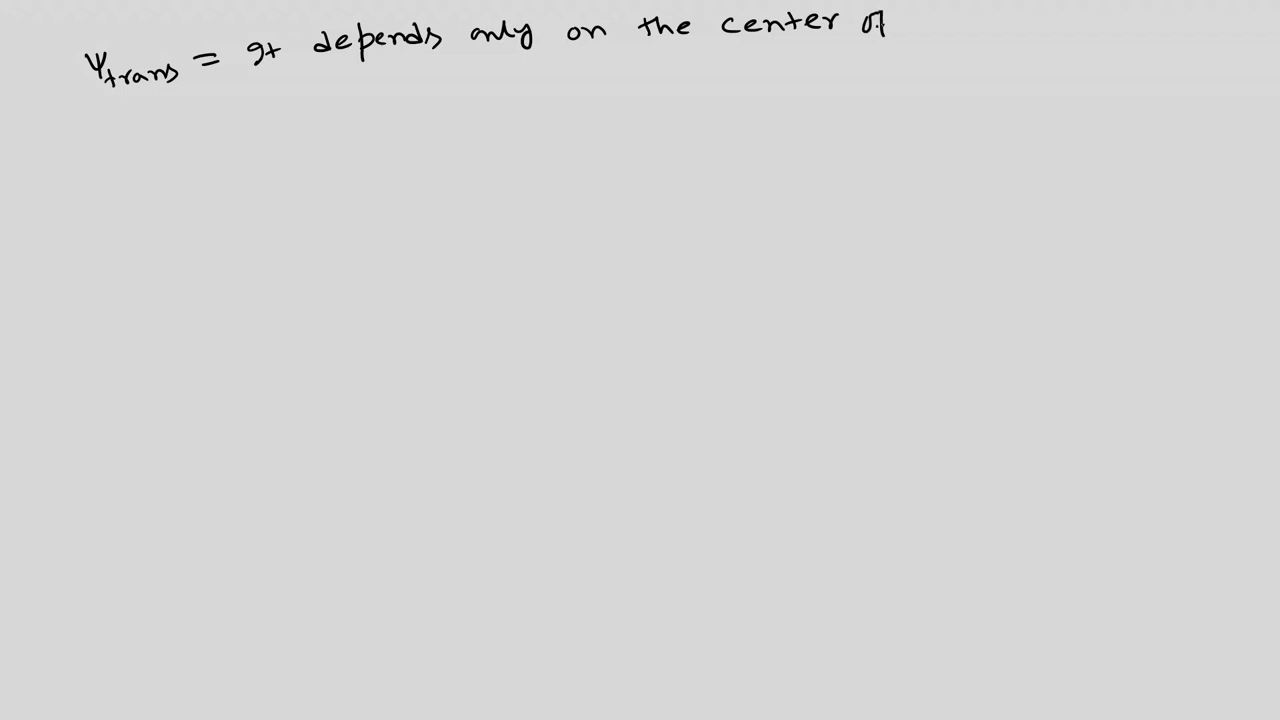 Ψtrans = It depends only on the center of